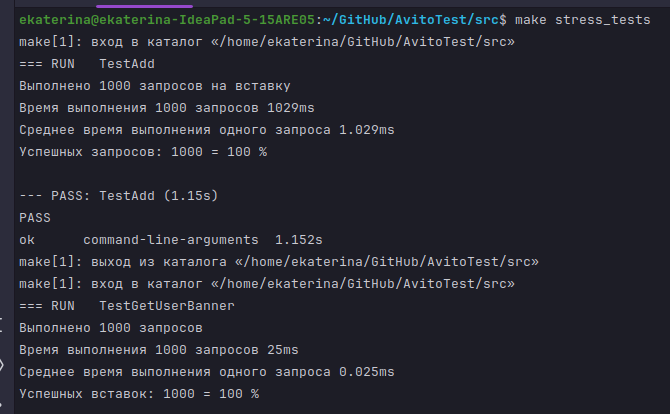 ekaterina@ekaterina-IdeaPad-5-15ARE05:~/GitHub/AvitoTest/src$ make stress_tests
make[1]: вход в каталог «/home/ekaterina/GitHub/AvitoTest/src»
=== RUN   TestAdd
Выполнено 1000 запросов на вставку
Время выполнения 1000 запросов 1029ms
Среднее время выполнения одного запроса 1.029ms
Успешных запросов: 1000 = 100 %
--- PASS: TestAdd (1.15s)
PASS
ok      command-line-arguments  1.152s
make[1]: выход из каталога «/home/ekaterina/GitHub/AvitoTest/src»
make[1]: вход в каталог «/home/ekaterina/GitHub/AvitoTest/src»
=== RUN   TestGetUserBanner
Выполнено 1000 запросов
Время выполнения 1000 запросов 25ms
Среднее время выполнения одного запроса 0.025ms
Успешных вставок: 1000 = 100 %